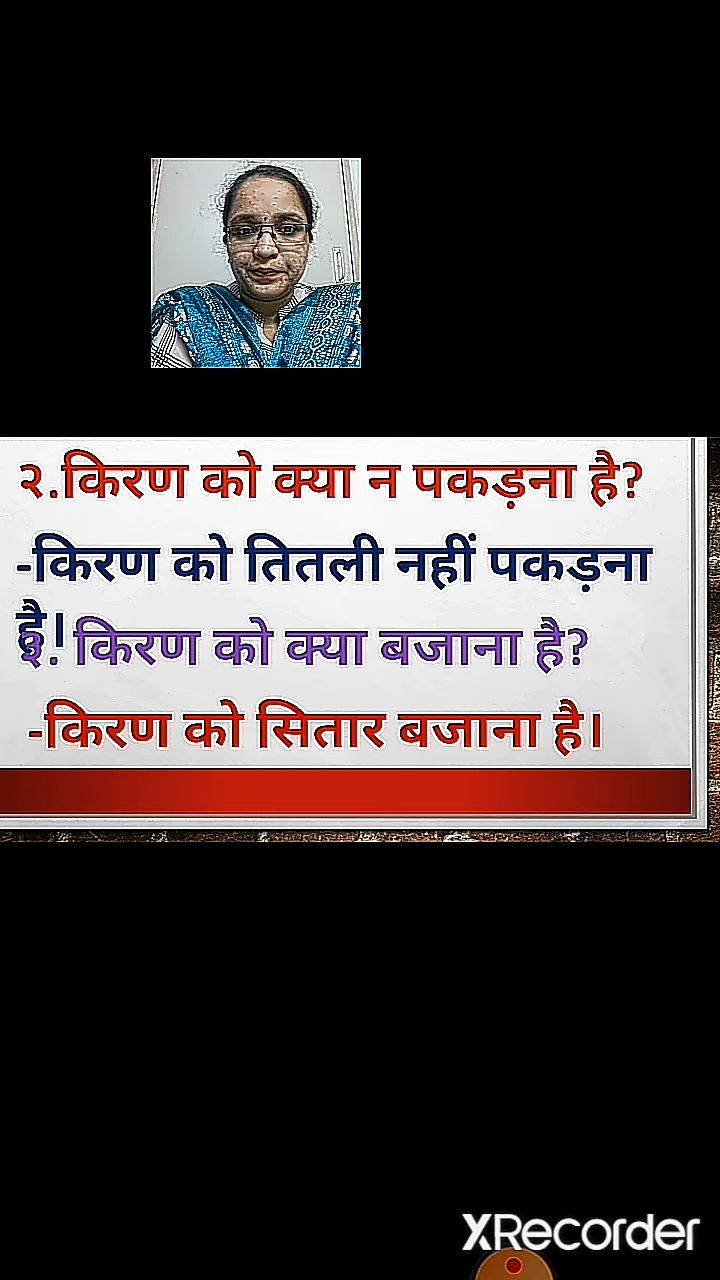 २.किरण को क्या न पकड़ना है?
-किरण को तितली नहीं पकड़ना
है।
३. किरण को क्या बजाना है?
-किरण को सितार बजाना है।
XRecorder